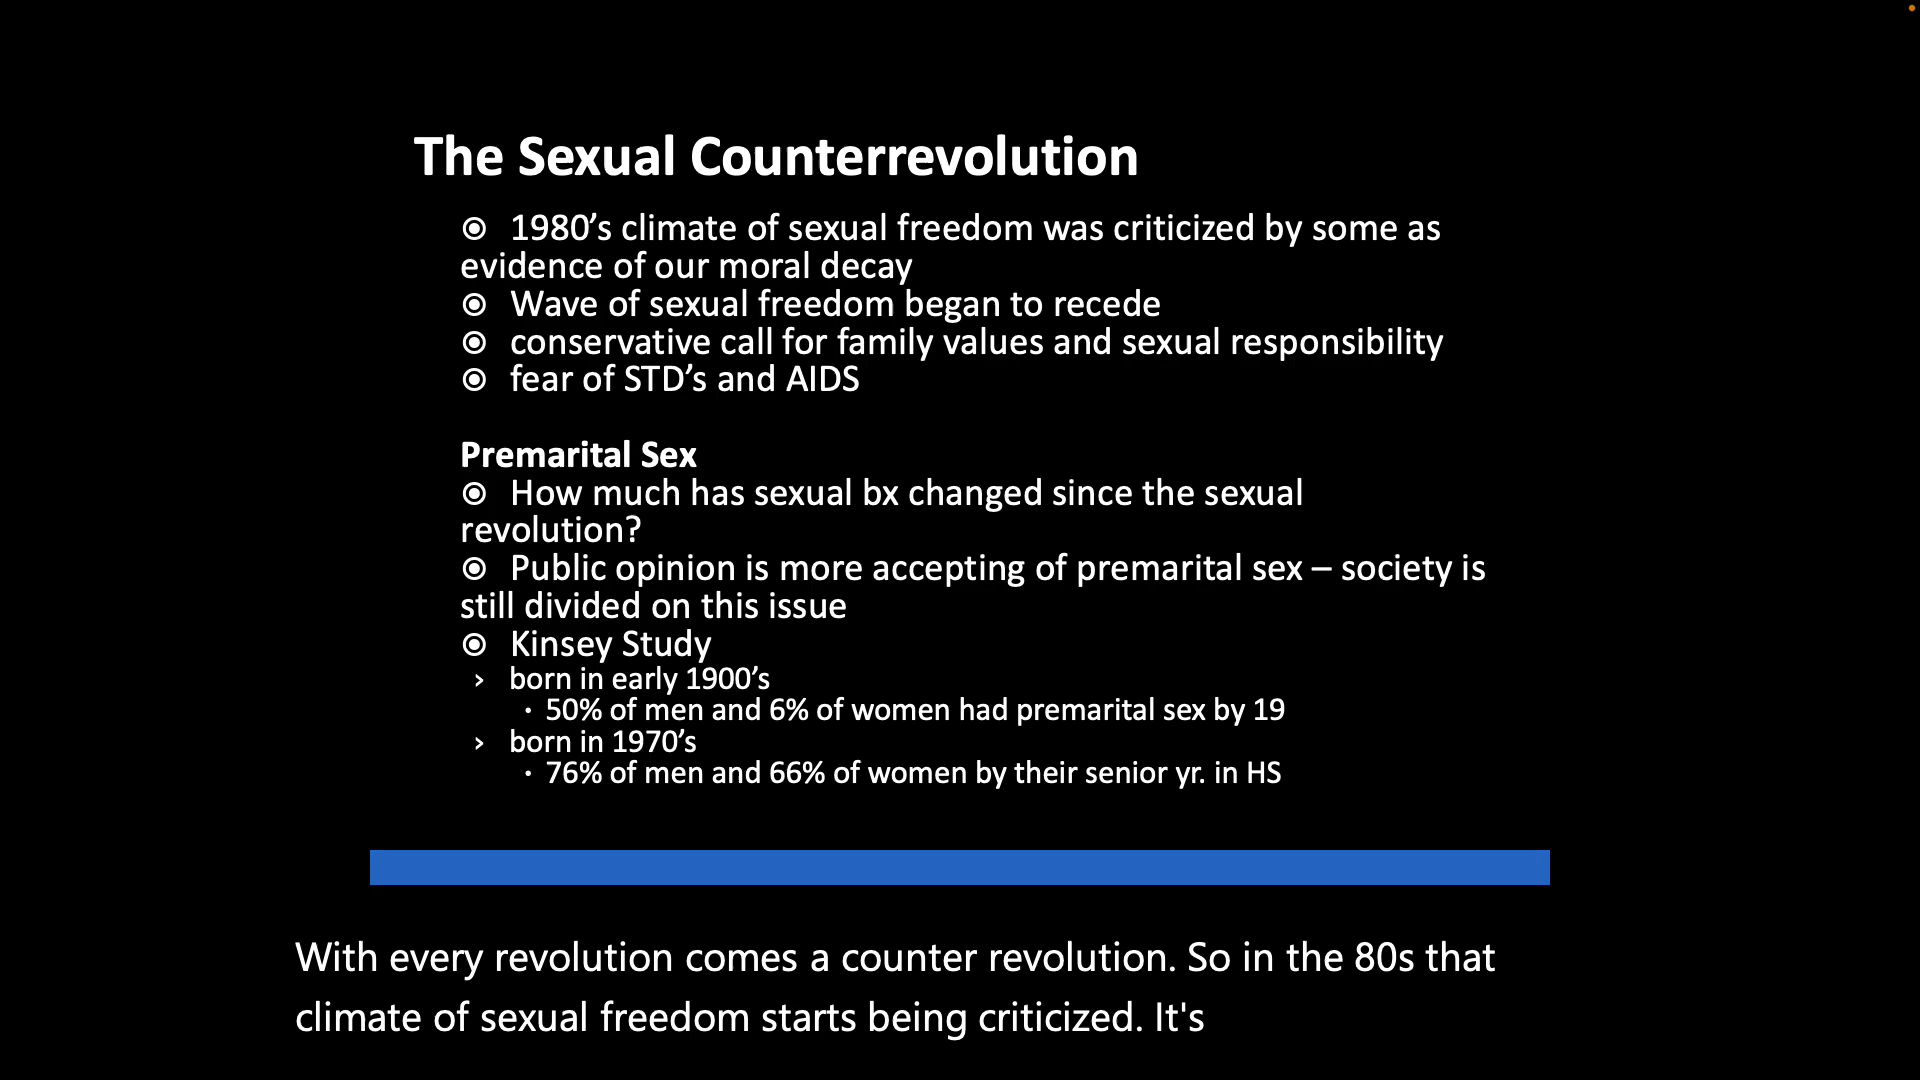 The Sexual Counterrevolution
⦿ 1980’s climate of sexual freedom was criticized by some as
evidence of our moral decay
⦿ Wave of sexual freedom began to recede
⦿ conservative call for family values and sexual responsibility
⦿ fear of STD’s and AIDS
Premarital Sex
⦿ How much has sexual bx changed since the sexual
revolution?
⦿ Public opinion is more accepting of premarital sex – society is
still divided on this issue
⦿ Kinsey Study
› born in early 1900’s
• 50% of men and 6% of women had premarital sex by 19
› born in 1970’s
• 76% of men and 66% of women by their senior yr. in HS
With every revolution comes a counter revolution. So in the 80s that
climate of sexual freedom starts being criticized. It's